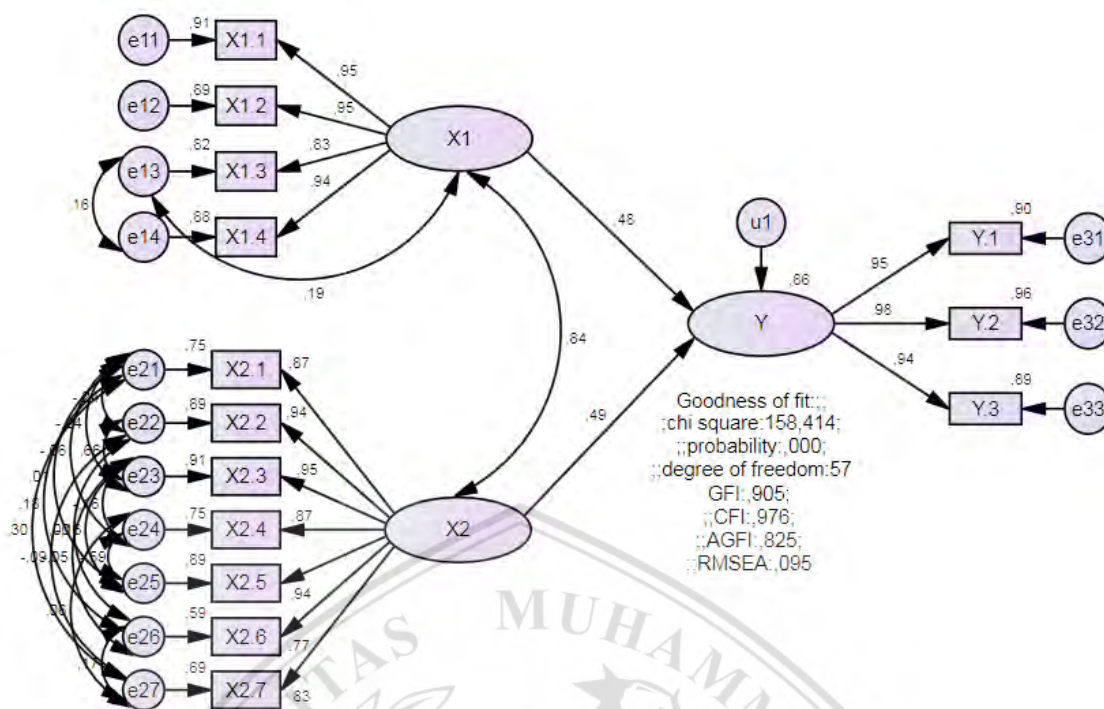 e11
,91
X1.1
,95
e12
,89
X1.2
,95
e13
,82
X1.3
,83
e14
,88
X1.4
,94
,16
,19
X1
,48
,84
u1
,86
Y
,49
,95
,98
,94
,90
Y.1
e31
,96
Y.2
e32
,89
Y.3
e33
e21
,75
X2.1
,87
e22
,89
X2.2
,94
e23
,91
X2.3
,95
e24
,75
X2.4
,87
e25
,89
X2.5
,94
e26
,59
X2.6
,77
e27
,69
X2.7
,83
X2
,30
Goodness of fit:;;
;chi square:158,414;
;;probability:,000;
;;degree of freedom:57
GFI:,905;
;;CFI:,976;
;;AGFI:,825;
;;RMSEA:,095
TAS MUHAMM